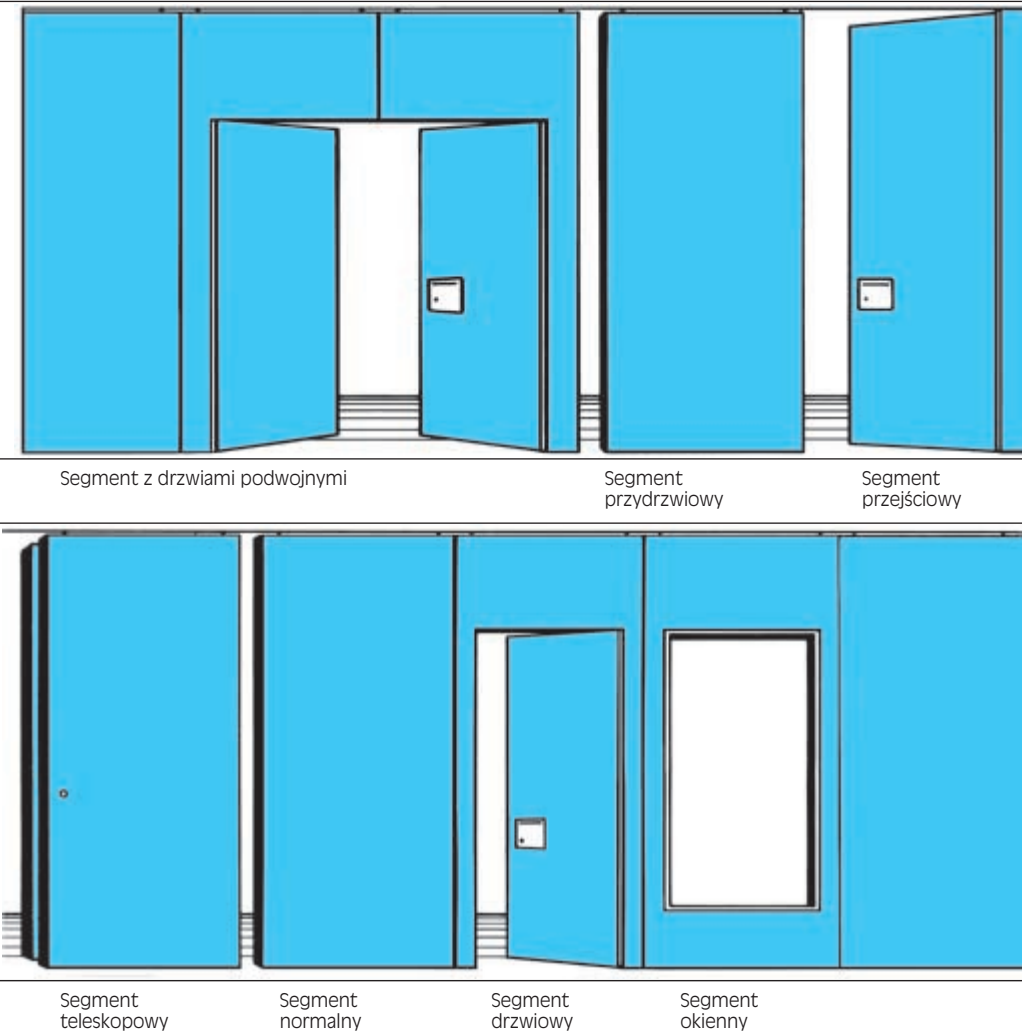 Segment z drzwiami podwojnymi
Segment
przydrzwiowy
Segment
przejściowy
Segment
teleskopowy
Segment
normalny
Segment
drzwiowy
Segment
okienny